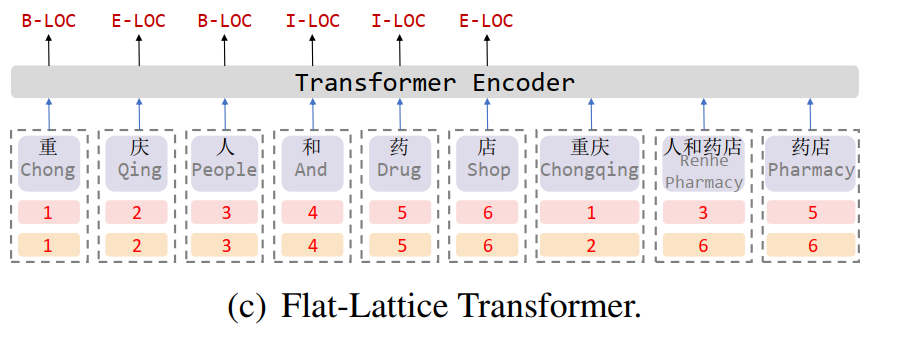 B-LOC E-LOC B-LOC I-LOC I-LOC E-LOC
Transformer Encoder
重 庆 人 和 药 店 重庆 人和药店 药店
Chong Qing People And Drug Shop Chongqing Renhe Pharmacy Pharmacy
1 2 3 4 5 6 1 3 5
1 2 3 4 5 6 2 6 6
(c) Flat-Lattice Transformer.